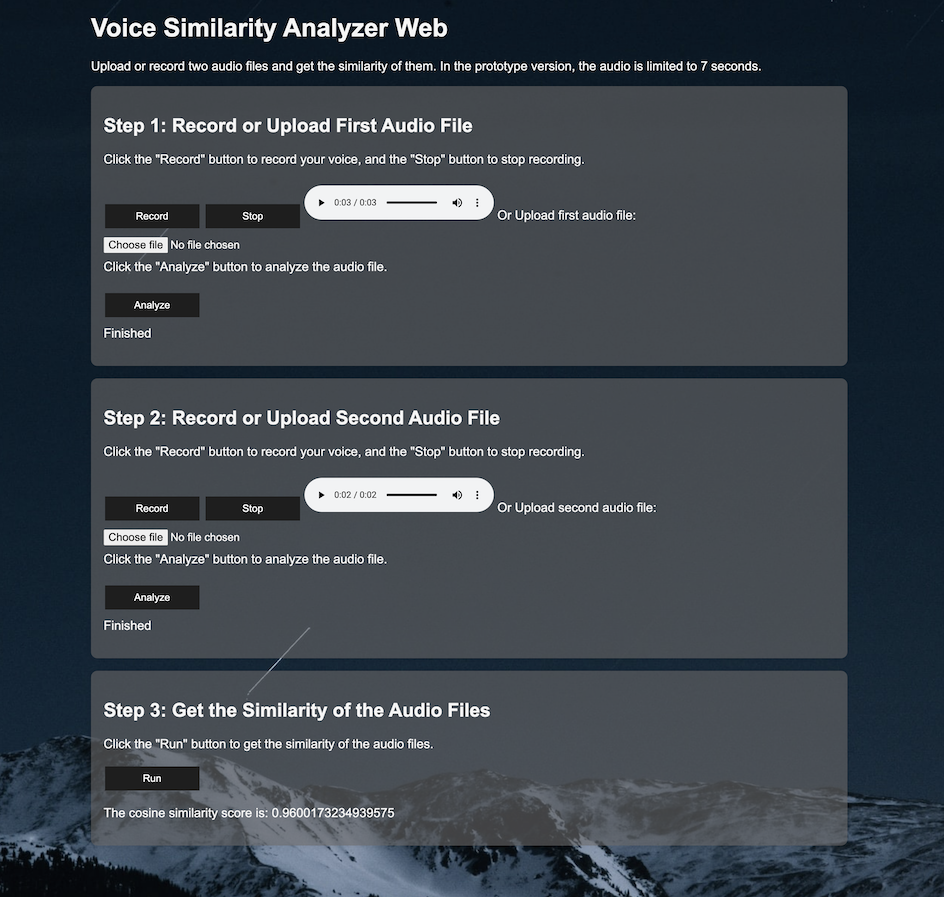 Voice Similarity Analyzer Web
Upload or record two audio files and get the similarity of them. In the prototype version, the audio is limited to 7 seconds.
Step 1: Record or Upload First Audio File
Click the "Record" button to record your voice, and the "Stop" button to stop recording.
Record Stop 0:03 / 0:03 Or Upload first audio file:
Choose file No file chosen
Click the "Analyze" button to analyze the audio file.
Analyze
Finished
Step 2: Record or Upload Second Audio File
Click the "Record" button to record your voice, and the "Stop" button to stop recording.
Record Stop 0:02 / 0:02 Or Upload second audio file:
Choose file No file chosen
Click the "Analyze" button to analyze the audio file.
Analyze
Finished
Step 3: Get the Similarity of the Audio Files
Click the "Run" button to get the similarity of the audio files.
Run
The cosine similarity score is: 0.9600173234939575